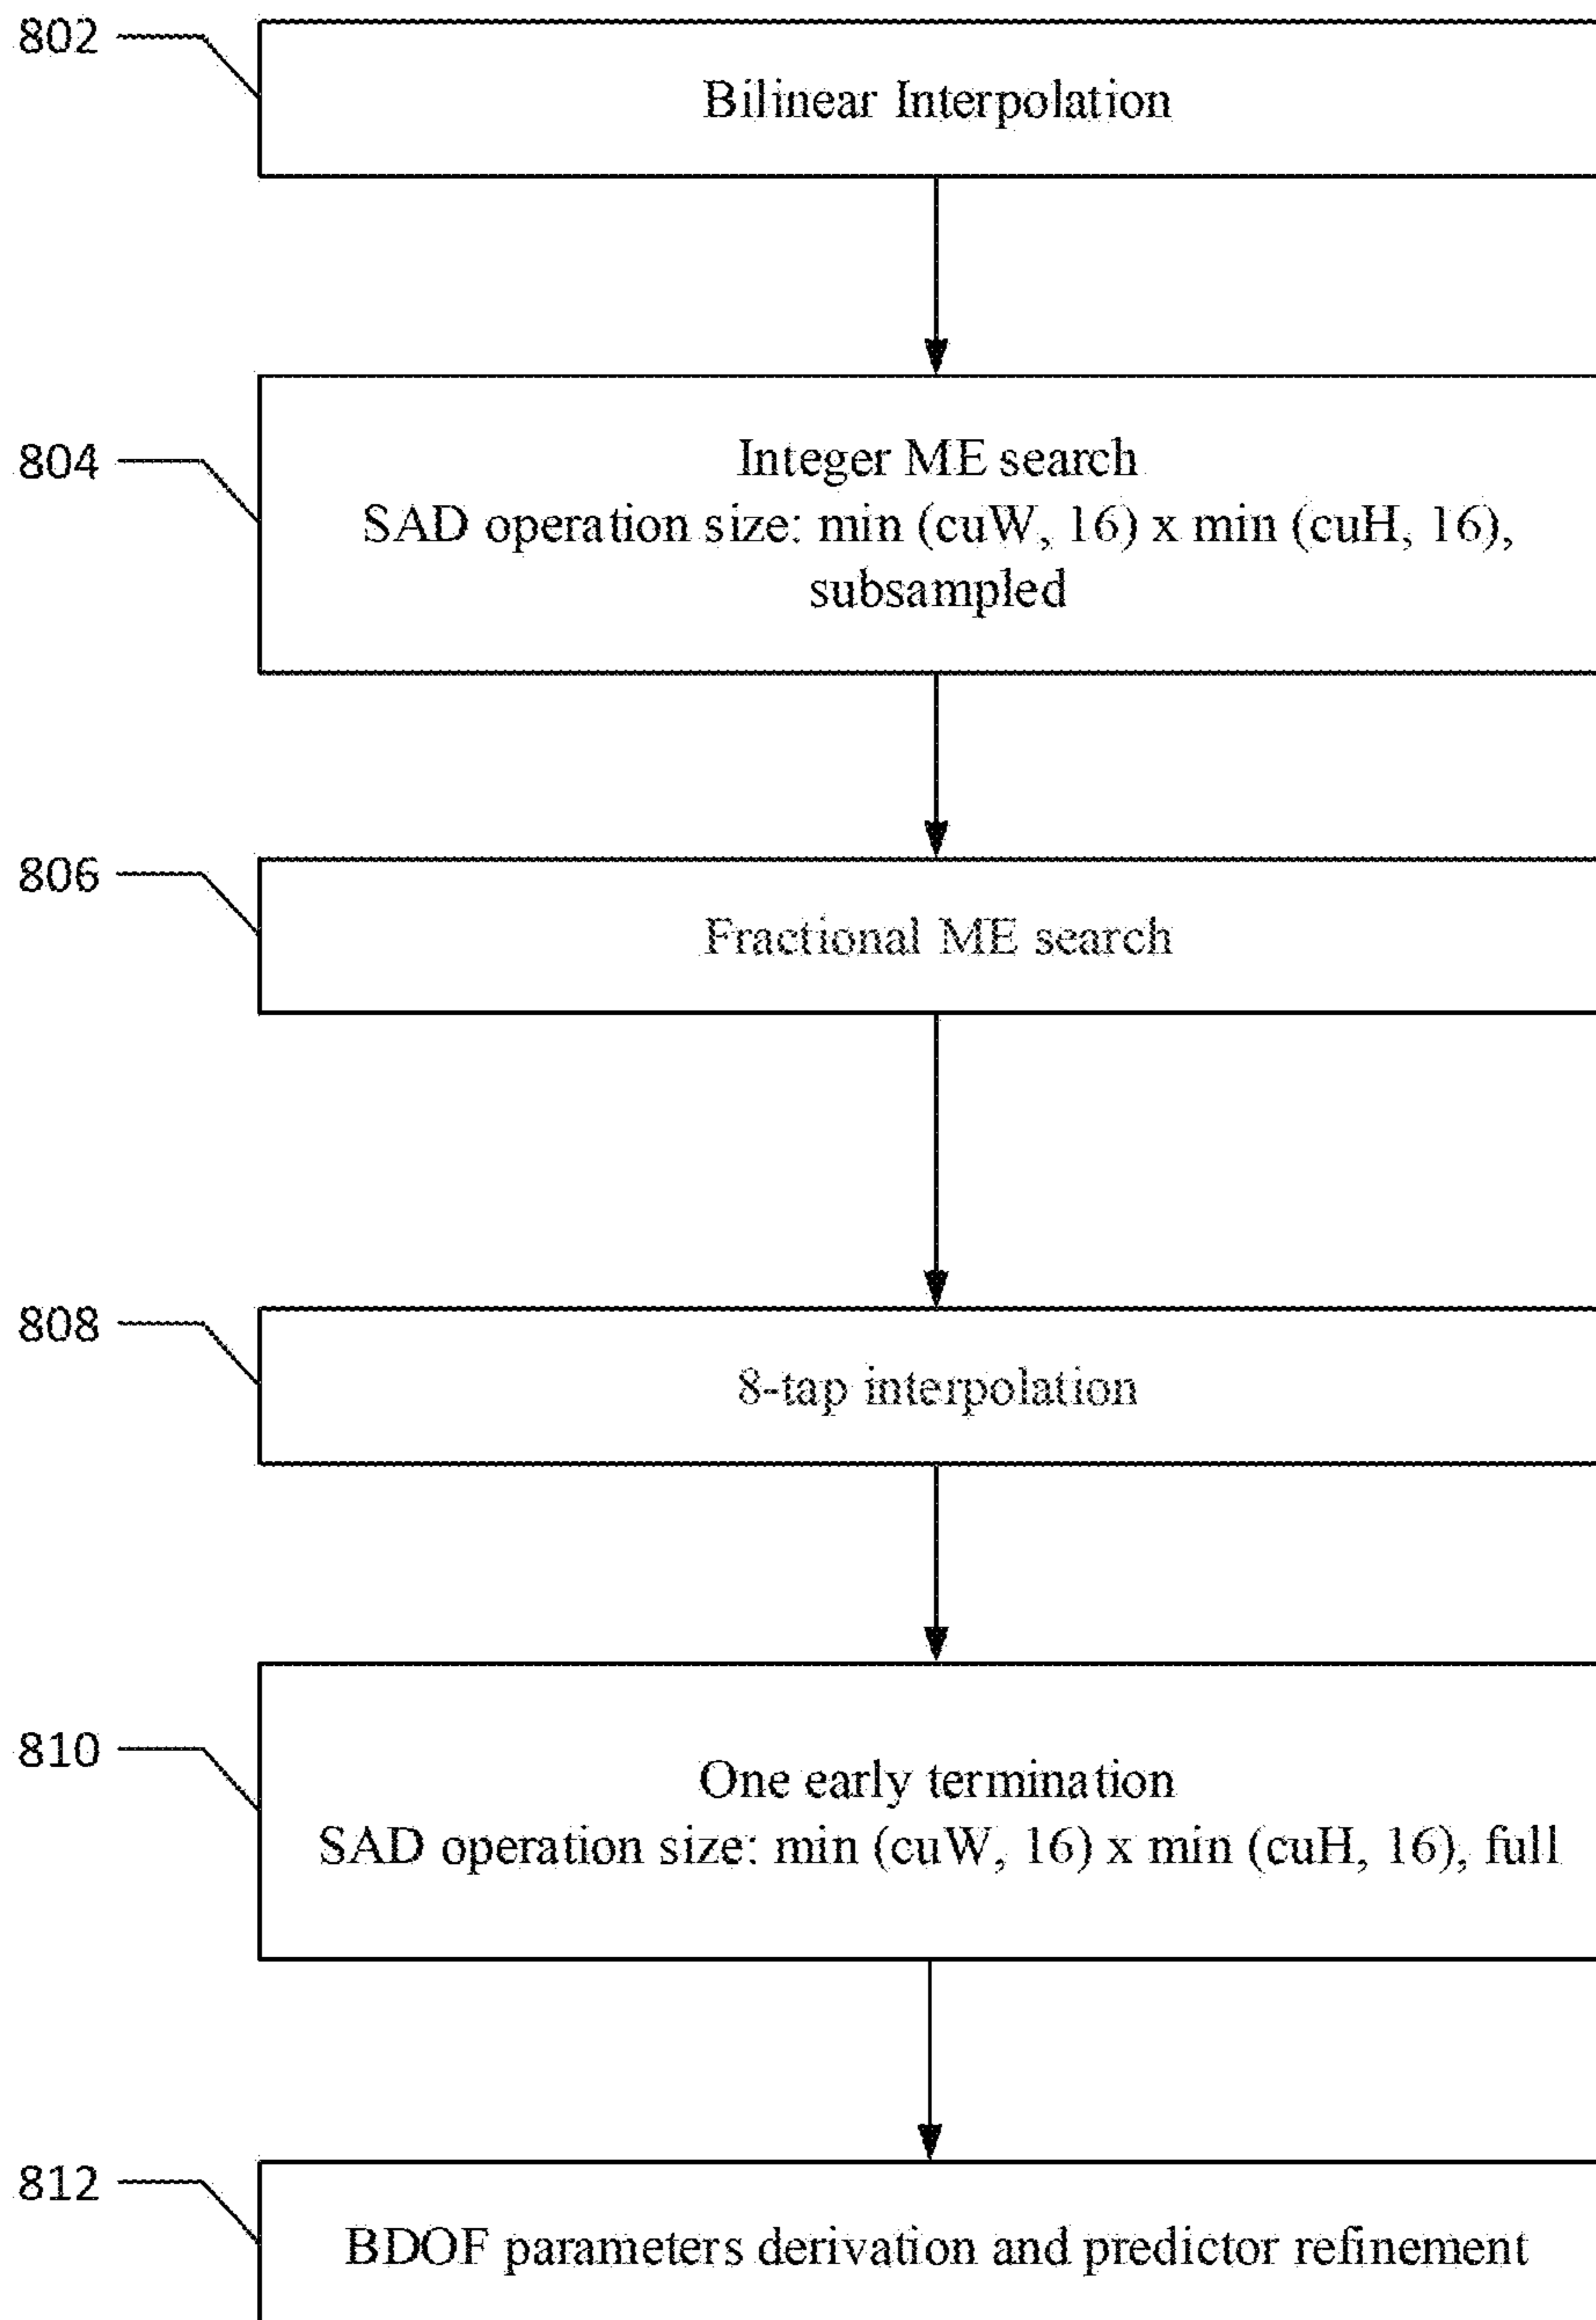 802
Bilinear Interpolation
804
Integer ME search
SAD operation size: min (cuW, 16) x min (cuH, 16),
subsampled
806
Fractional ME search
808
8-tap interpolation
810
One early termination
SAD operation size: min (cuW, 16) x min (cuH, 16), full
812
BDOF parameters derivation and predictor refinement